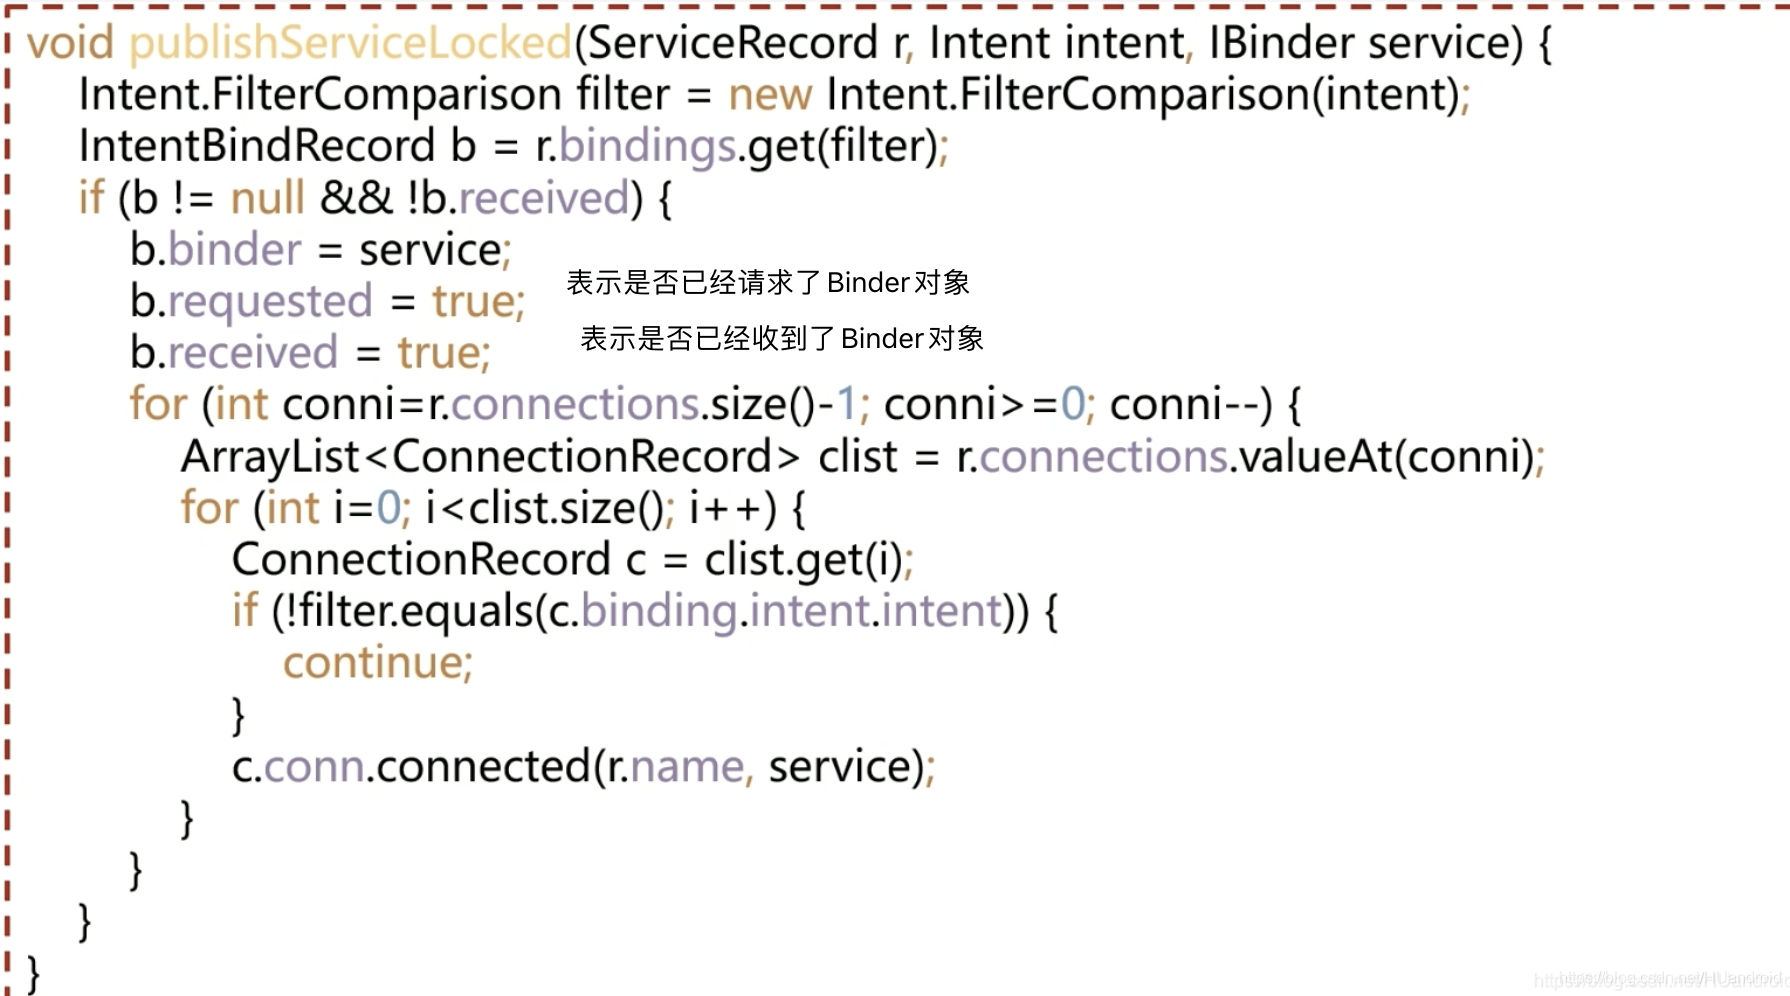 void publishServiceLocked(ServiceRecord r, Intent intent, IBinder service) {
Intent.FilterComparison filter = new Intent.FilterComparison(intent);
IntentBindRecord b = r.bindings.get(filter);
if (b != null && !b.received) {
b.binder = service;
b.requested = true;
表示是否已经请求了Binder对象
b.received = true;
表示是否已经收到了Binder对象
for (int conni=r.connections.size()-1; conni>=0; conni--) {
ArrayList<ConnectionRecord> clist = r.connections.valueAt(conni);
for (int i=0; i<clist.size(); i++) {
ConnectionRecord c = clist.get(i);
if (!filter.equals(c.binding.intent.intent)) {
continue;
}
c.conn.connected(r.name, service);
}
}
}
}
https://blog.csdn.net/HUandroid